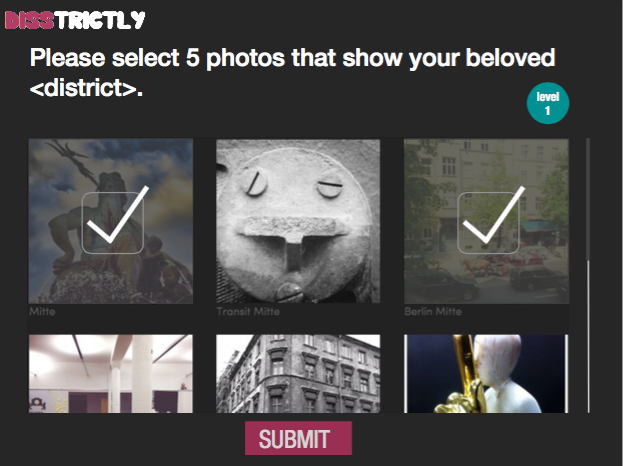 DISSTRICTLY
Please select 5 photos that show your beloved
<district>.
level
1
Mitte
Transit Mitte
Berlin Mitte
SUBMIT